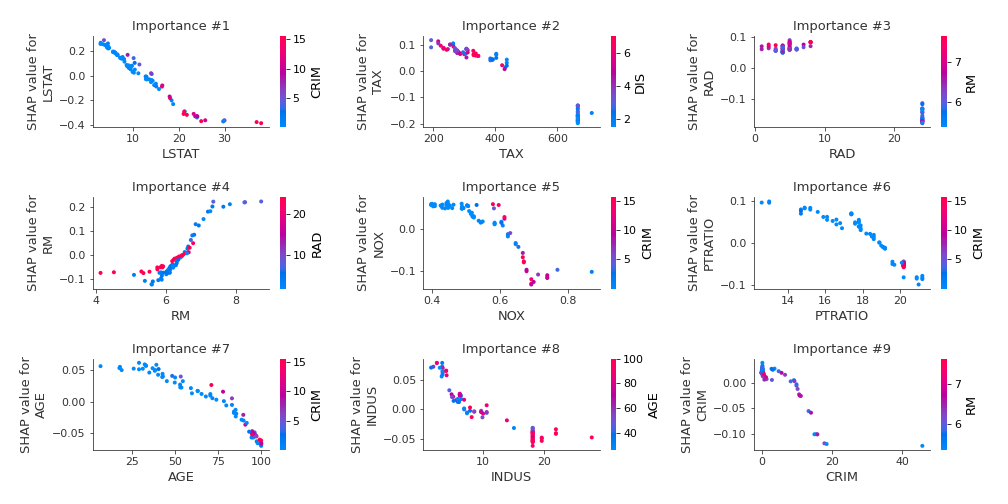 Importance #1
SHAP value for
LSTAT
0.2
0.0
−0.2
−0.4
10
20
30
LSTAT
15
10
5
CRIM
Importance #2
SHAP value for
TAX
0.1
0.0
−0.1
−0.2
200
400
600
TAX
6
4
2
DIS
Importance #3
SHAP value for
RAD
0.1
0.0
−0.1
0
10
20
RAD
7
6
RM
Importance #4
SHAP value for
RM
0.2
0.1
0.0
−0.1
4
6
8
RM
20
10
RAD
Importance #5
SHAP value for
NOX
0.0
−0.1
0.4
0.6
0.8
NOX
15
10
5
CRIM
Importance #6
SHAP value for
PTRATIO
0.1
0.0
−0.1
14
16
18
20
PTRATIO
15
10
5
CRIM
Importance #7
SHAP value for
AGE
0.05
0.00
−0.05
25
50
75
100
AGE
15
10
5
CRIM
Importance #8
SHAP value for
INDUS
0.05
0.00
−0.05
10
20
INDUS
100
80
60
40
AGE
Importance #9
SHAP value for
CRIM
0.00
−0.05
−0.10
0
20
40
CRIM
7
6
RM